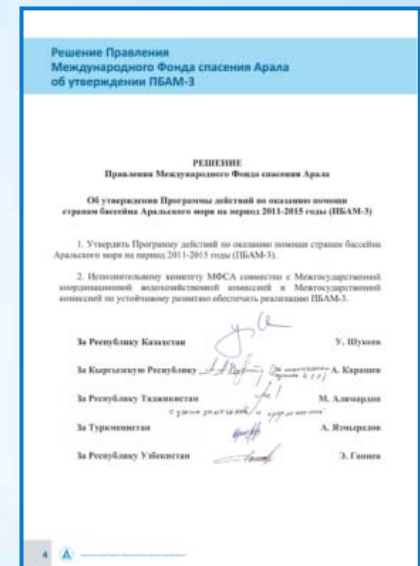 Решение Правления
Международного Фонда спасения Арала
об утверждении ПБАМ-3
РЕШЕНИЕ
Правления Международного Фонда спасения Арала
Об утверждении Программы действий по оказанию помощи
странам бассейна Аральского моря на период 2011-2015 годы (ПБАМ-3)
1. Утвердить Программу действий по оказанию помощи странам бассейна
Аральского моря на период 2011-2015 годы (ПБАМ-3).
2. Исполнительному комитету МФСА совместно с Межгосударственной
координационной водохозяйственной комиссией и Межгосударственной
комиссией по устойчивому развитию обеспечить реализацию ПБАМ-3.
За Республику Казахстан У. Шукеев
За Кыргызскую Республику А. Карашев
За Республику Таджикистан М. Алимардон
За Туркменистан А. Язмырадов
За Республику Узбекистан Э. Ганиев
4